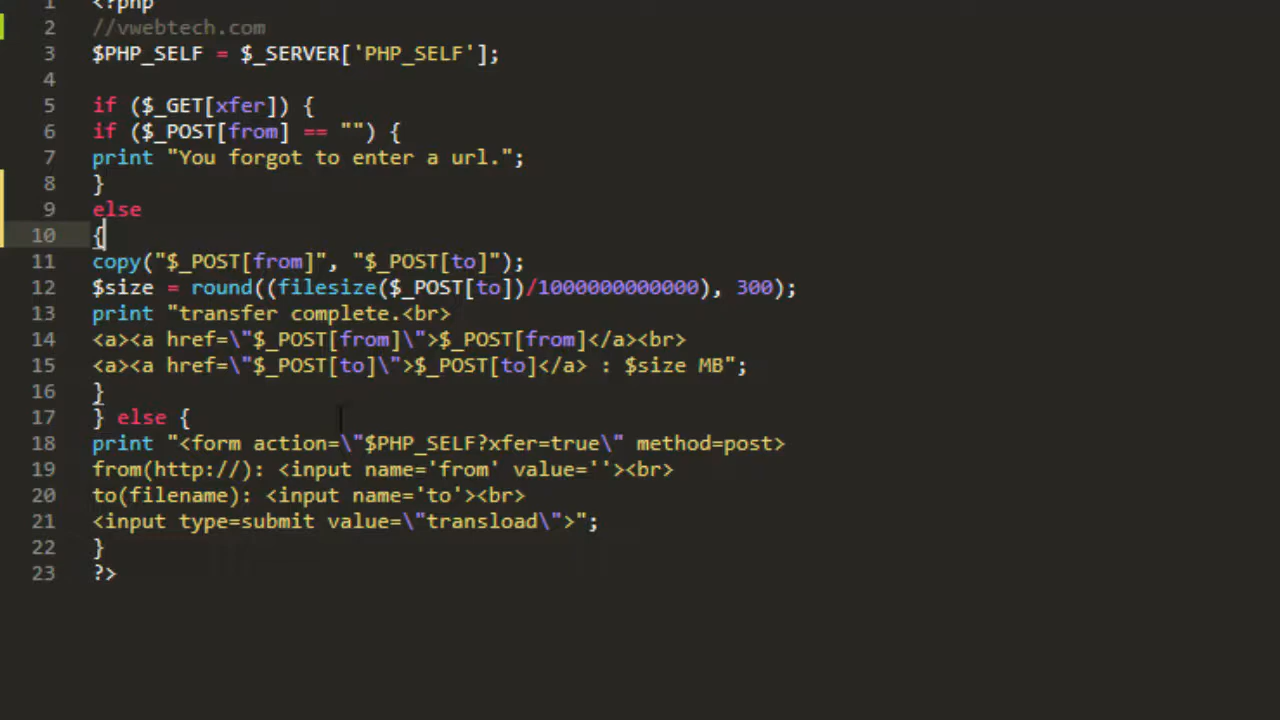 1 <?php
2 //vwebtech.com
3 $PHP_SELF = $_SERVER['PHP_SELF'];
4
5 if ($_GET[xfer]) {
6 if ($_POST[from] == "") {
7 print "You forgot to enter a url.";
8 }
9 else
10 {
11 copy("$_POST[from]", "$_POST[to]");
12 $size = round((filesize($_POST[to])/1000000000000), 300);
13 print "transfer complete.<br>
14 <a><a href=\"$_POST[from]\">$_POST[from]</a><br>
15 <a><a href=\"$_POST[to]\">$_POST[to]</a> : $size MB";
16 }
17 } else {
18 print "<form action=\"$PHP_SELF?xfer=true\" method=post>
19 from(http://): <input name='from' value=''><br>
20 to(filename): <input name='to'><br>
21 <input type=submit value=\"transload\">";
22 }
23 ?>